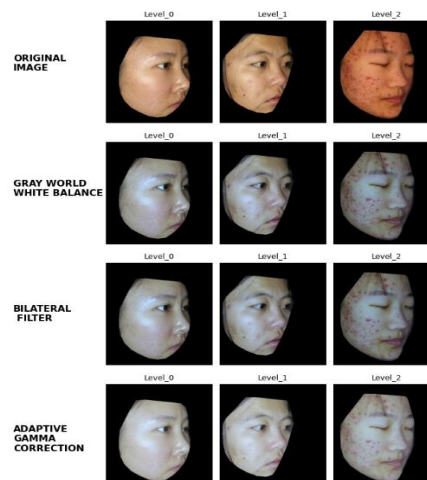 Level_0 Level_1 Level_2
ORIGINAL
IMAGE
Level_0 Level_1 Level_2
GRAY WORLD
WHITE BALANCE
Level_0 Level_1 Level_2
BILATERAL
FILTER
Level_0 Level_1 Level_2
ADAPTIVE
GAMMA
CORRECTION